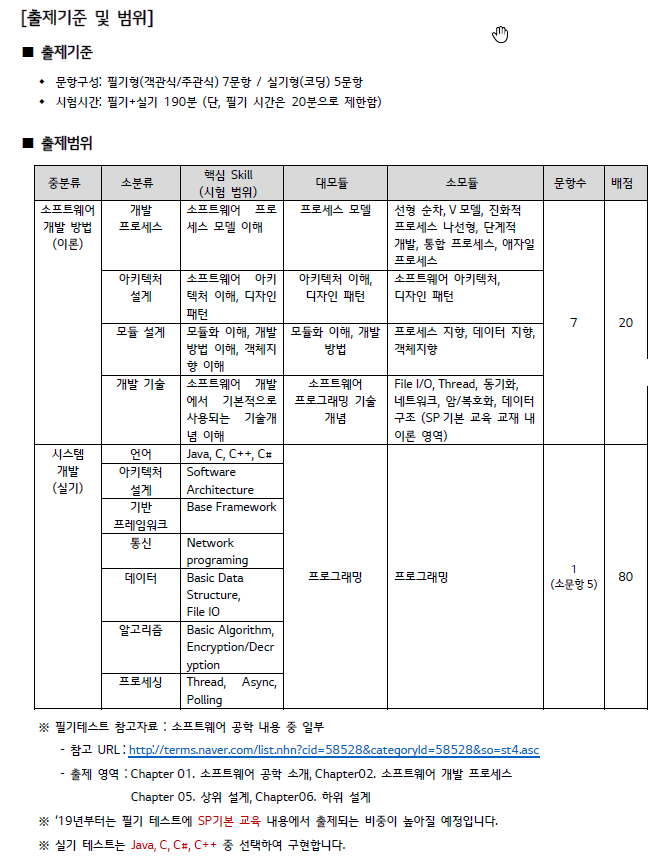 [출제기준 및 범위]
■ 출제기준
• 문항구성: 필기형(객관식/주관식) 7문항 / 실기형(코딩) 5문항
• 시험시간: 필기+실기 190분 (단, 필기 시간은 20분으로 제한함)
■ 출제범위
중분류 소분류 핵심 Skill (시험 범위) 대모듈 소모듈 문항수 배점
소프트웨어
개발 방법
(이론)
개발
프로세스
소프트웨어 프로
세스 모델 이해
프로세스 모델
선형 순차, V 모델, 진화적
프로세스 나선형, 단계적
개발, 통합 프로세스, 애자일
프로세스
아키텍처
설계
소프트웨어 아키
텍처 이해, 디자인
패턴
아키텍처 이해,
디자인 패턴
소프트웨어 아키텍처,
디자인 패턴
모듈 설계
모듈화 이해, 개발
방법 이해, 객체지
향 이해
모듈화 이해, 개발
방법
프로세스 지향, 데이터 지향,
객체지향
개발 기술
소프트웨어 개발
에서 기본적으로
사용되는 기술개
념 이해
소프트웨어
프로그래밍 기술
개념
File I/O, Thread, 동기화,
네트워크, 암/복호화, 데이터
구조 (SP 기본 교육 교재 내
이론 영역)
7
20
시스템
개발
(실기)
언어
Java, C, C++, C#
아키텍처
설계
Software
Architecture
기반
프레임워크
Base Framework
통신
Network
programing
데이터
Basic Data
Structure,
File IO
알고리즘
Basic Algorithm,
Encryption/Decr
yption
프로세싱
Thread, Async,
Polling
프로그래밍
프로그래밍
1
(소문항 5)
80
※ 필기테스트 참고자료 : 소프트웨어 공학 내용 중 일부
- 참고 URL : http://terms.naver.com/list.nhn?cid=58528&categoryId=58528&so=st4.asc
- 출제 영역 : Chapter 01. 소프트웨어 공학 소개, Chapter02. 소프트웨어 개발 프로세스
Chapter 05. 상위 설계, Chapter06. 하위 설계
※ ‘19년부터는 필기 테스트에 SP기본 교육 내용에서 출제되는 비중이 높아질 예정입니다.
※ 실기 테스트는 Java, C, C#, C++ 중 선택하여 구현합니다.